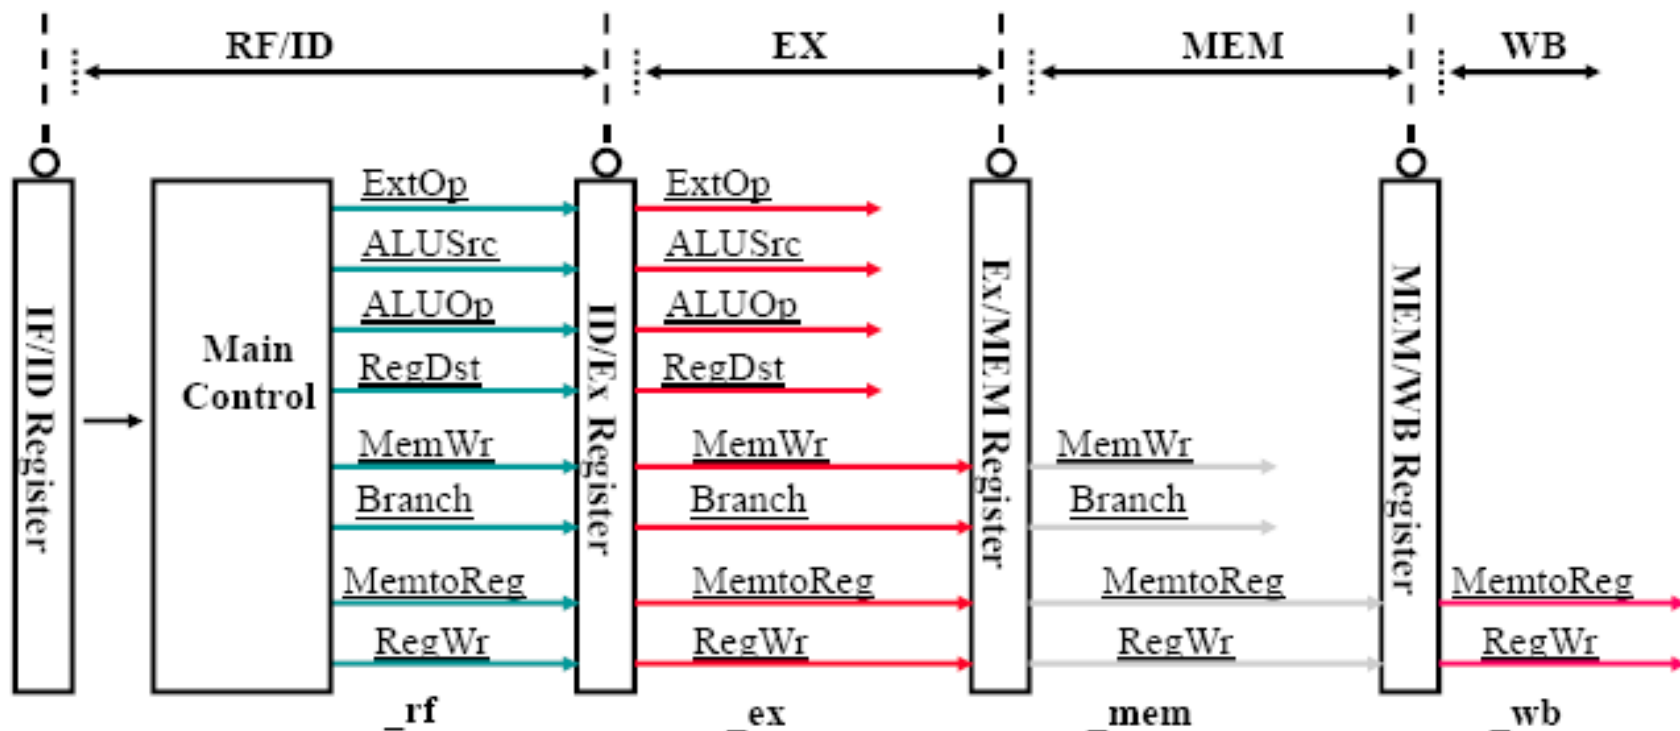 RF/ID
EX
MEM
WB
IF/ID Register
Main
Control
ExtOp
ALUSrc
ALUOp
RegDst
MemWr
Branch
MemtoReg
RegWr
_rf
ID/Ex Register
ExtOp
ALUSrc
ALUOp
RegDst
MemWr
Branch
MemtoReg
RegWr
_ex
Ex/MEM Register
MemWr
Branch
MemtoReg
RegWr
_mem
MEM/WB Register
MemtoReg
RegWr
_wb